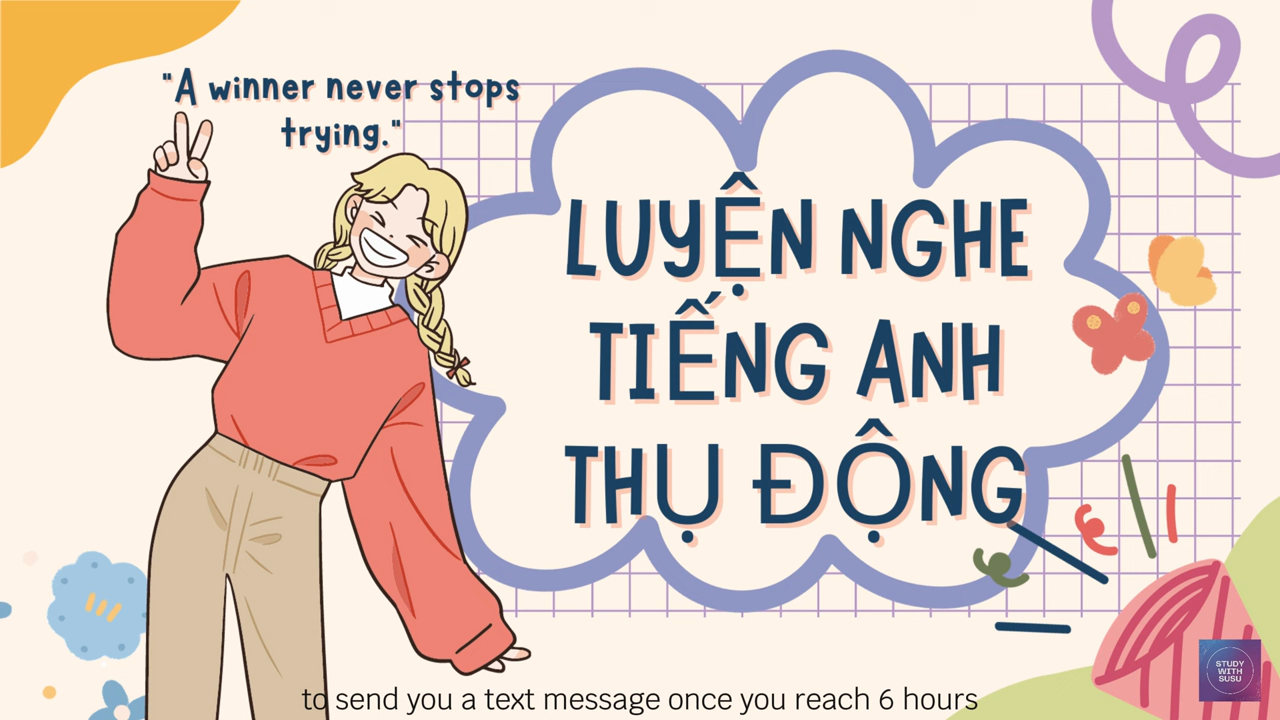 "A winner never stops
trying."
LUYỆN NGHE
TIẾNG ANH
THỤ ĐỘNG
STUDY
WITH
SUSU
to send you a text message once you reach 6 hours